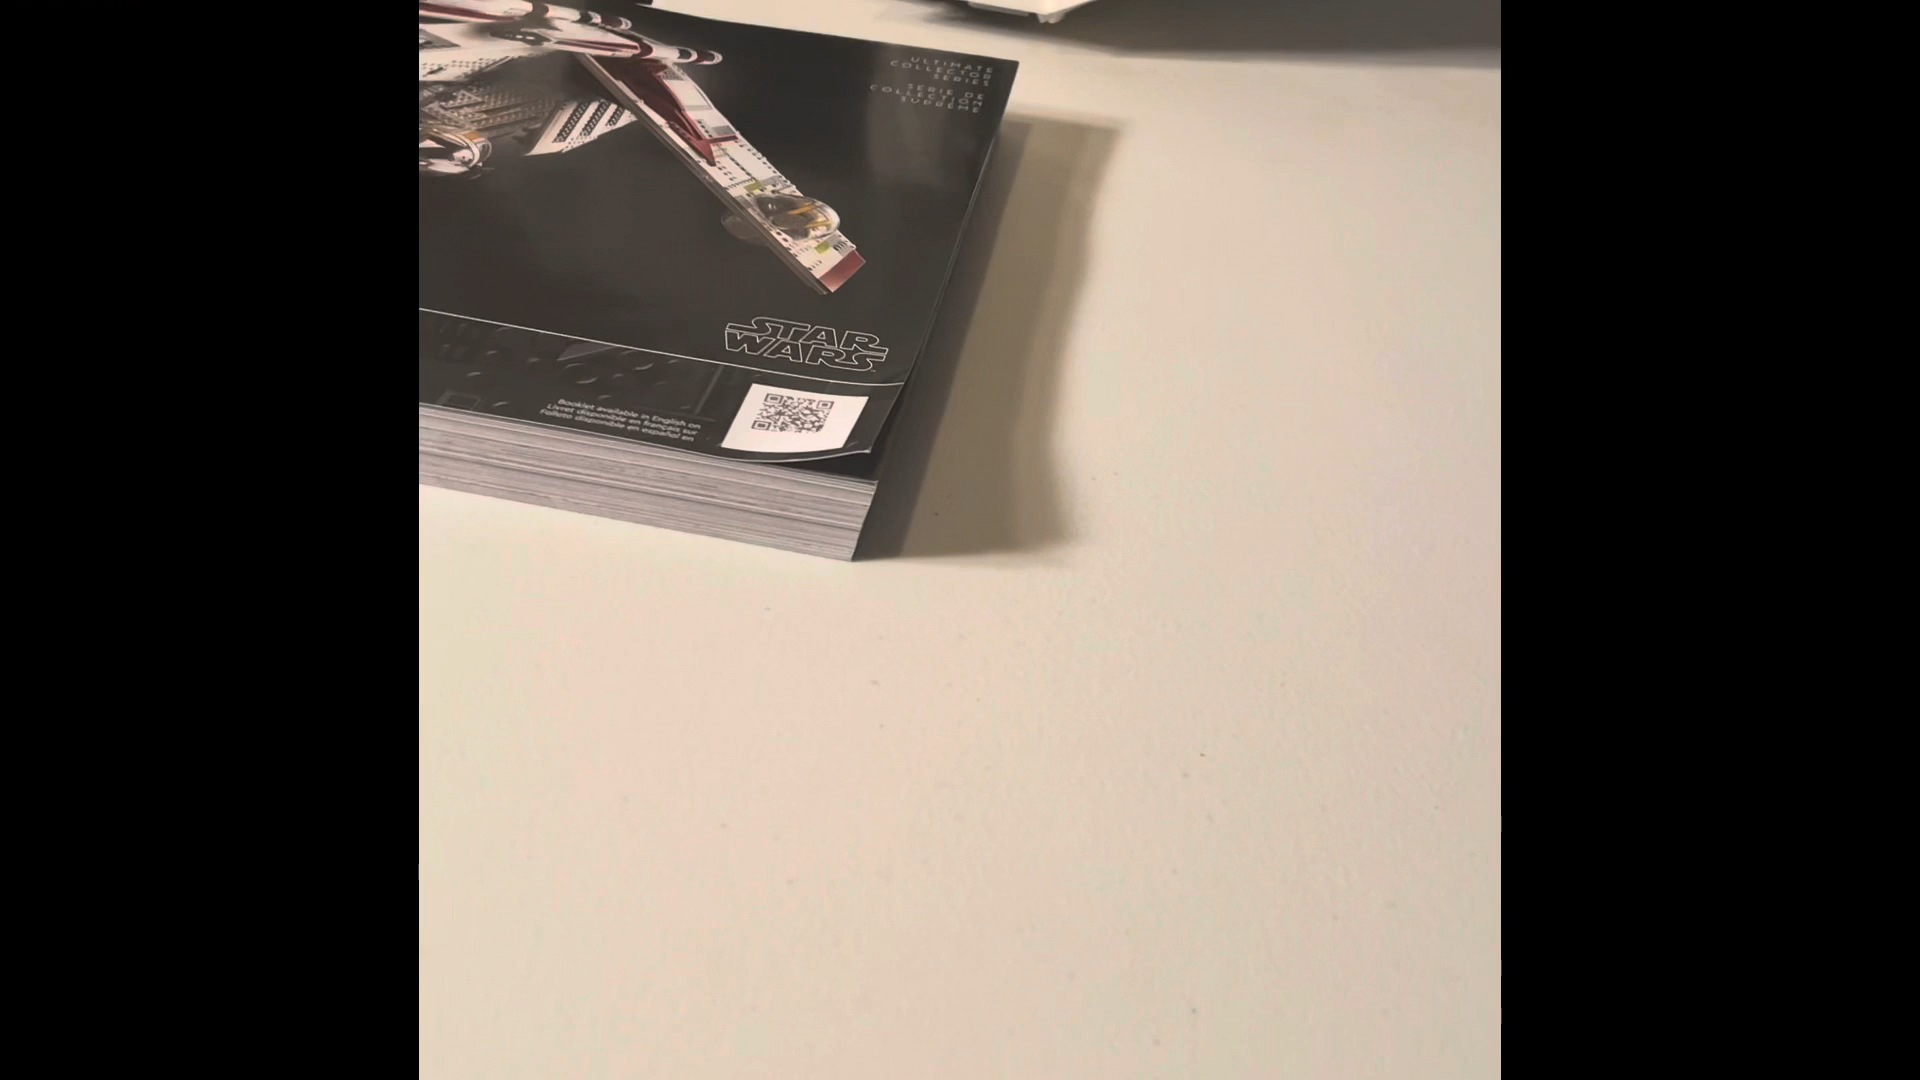 ULTIMATE
COLLECTOR
SERIES
SÉRIE DE
COLLECTION
SUPRÊME
STAR
WARS
Booklet available in English on
Livret disponible en français sur
Folleto disponible en español en